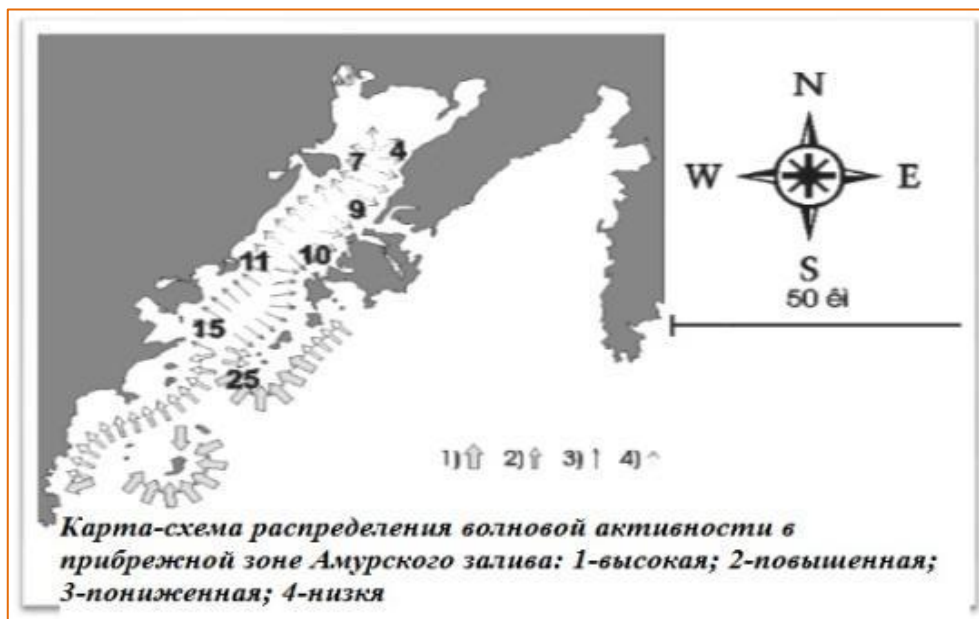 N
W E
S
50 êì
7 4
9
11 10
15
25
1) 2) 3) 4)
Карта-схема распределения волновой активности в
прибрежной зоне Амурского залива: 1-высокая; 2-повышенная;
3-пониженная; 4-низкя